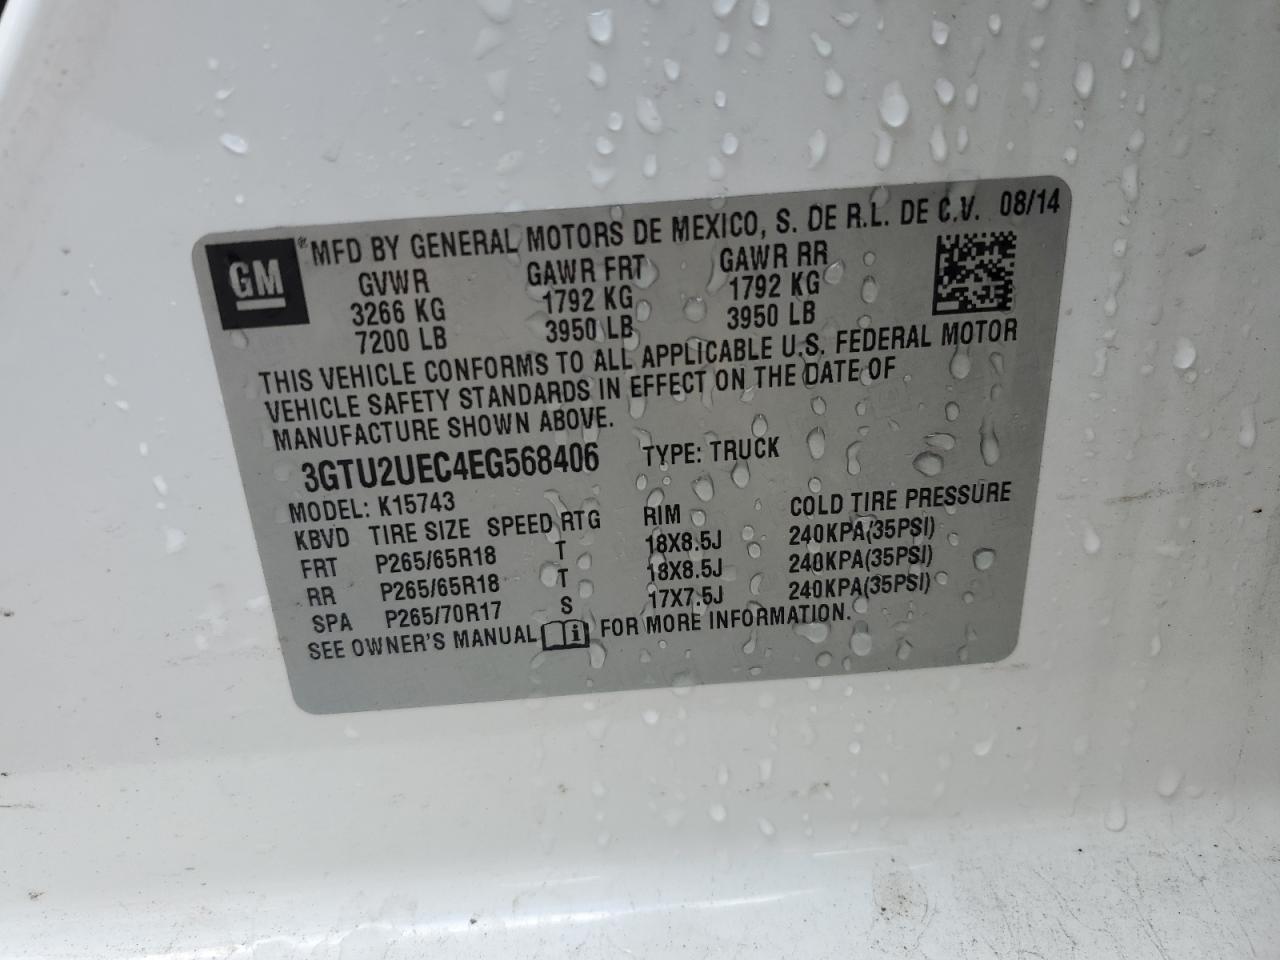 GM ® MFD BY GENERAL MOTORS DE MEXICO, S. DE R.L. DE C.V. 08/14
GVWR GAWR FRT GAWR RR
3266 KG 1792 KG 1792 KG
7200 LB 3950 LB 3950 LB
THIS VEHICLE CONFORMS TO ALL APPLICABLE U.S. FEDERAL MOTOR
VEHICLE SAFETY STANDARDS IN EFFECT ON THE DATE OF
MANUFACTURE SHOWN ABOVE.
3GTU2UEC4EG568406 TYPE: TRUCK
MODEL: K15743
KBVD TIRE SIZE SPEED RTG RIM COLD TIRE PRESSURE
FRT P265/65R18 T 18X8.5J 240KPA(35PSI)
RR P265/65R18 T 18X8.5J 240KPA(35PSI)
SPA P265/70R17 S 17X7.5J 240KPA(35PSI)
SEE OWNER'S MANUAL i FOR MORE INFORMATION.